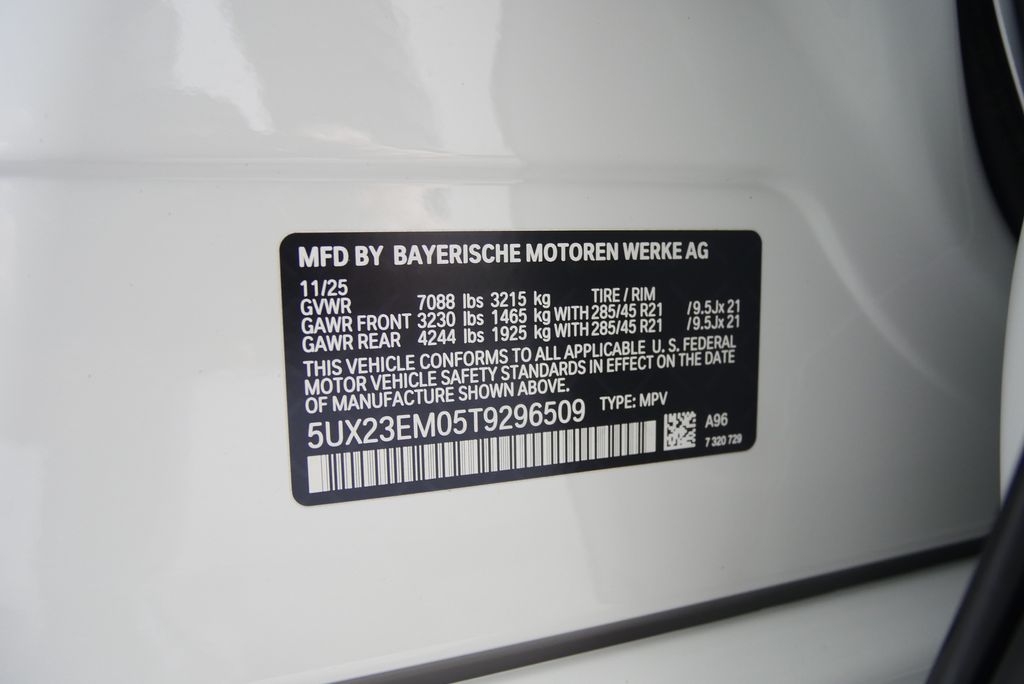 MFD BY BAYERISCHE MOTOREN WERKE AG
11/25
GVWR 7088 lbs 3215 kg TIRE / RIM
GAWR FRONT 3230 lbs 1465 kg WITH 285/45 R21 /9.5Jx 21
GAWR REAR 4244 lbs 1925 kg WITH 285/45 R21 /9.5Jx 21
THIS VEHICLE CONFORMS TO ALL APPLICABLE U.S. FEDERAL
MOTOR VEHICLE SAFETY STANDARDS IN EFFECT ON THE DATE
OF MANUFACTURE SHOWN ABOVE.
5UX23EM05T9296509 TYPE: MPV
A96
7 320 729